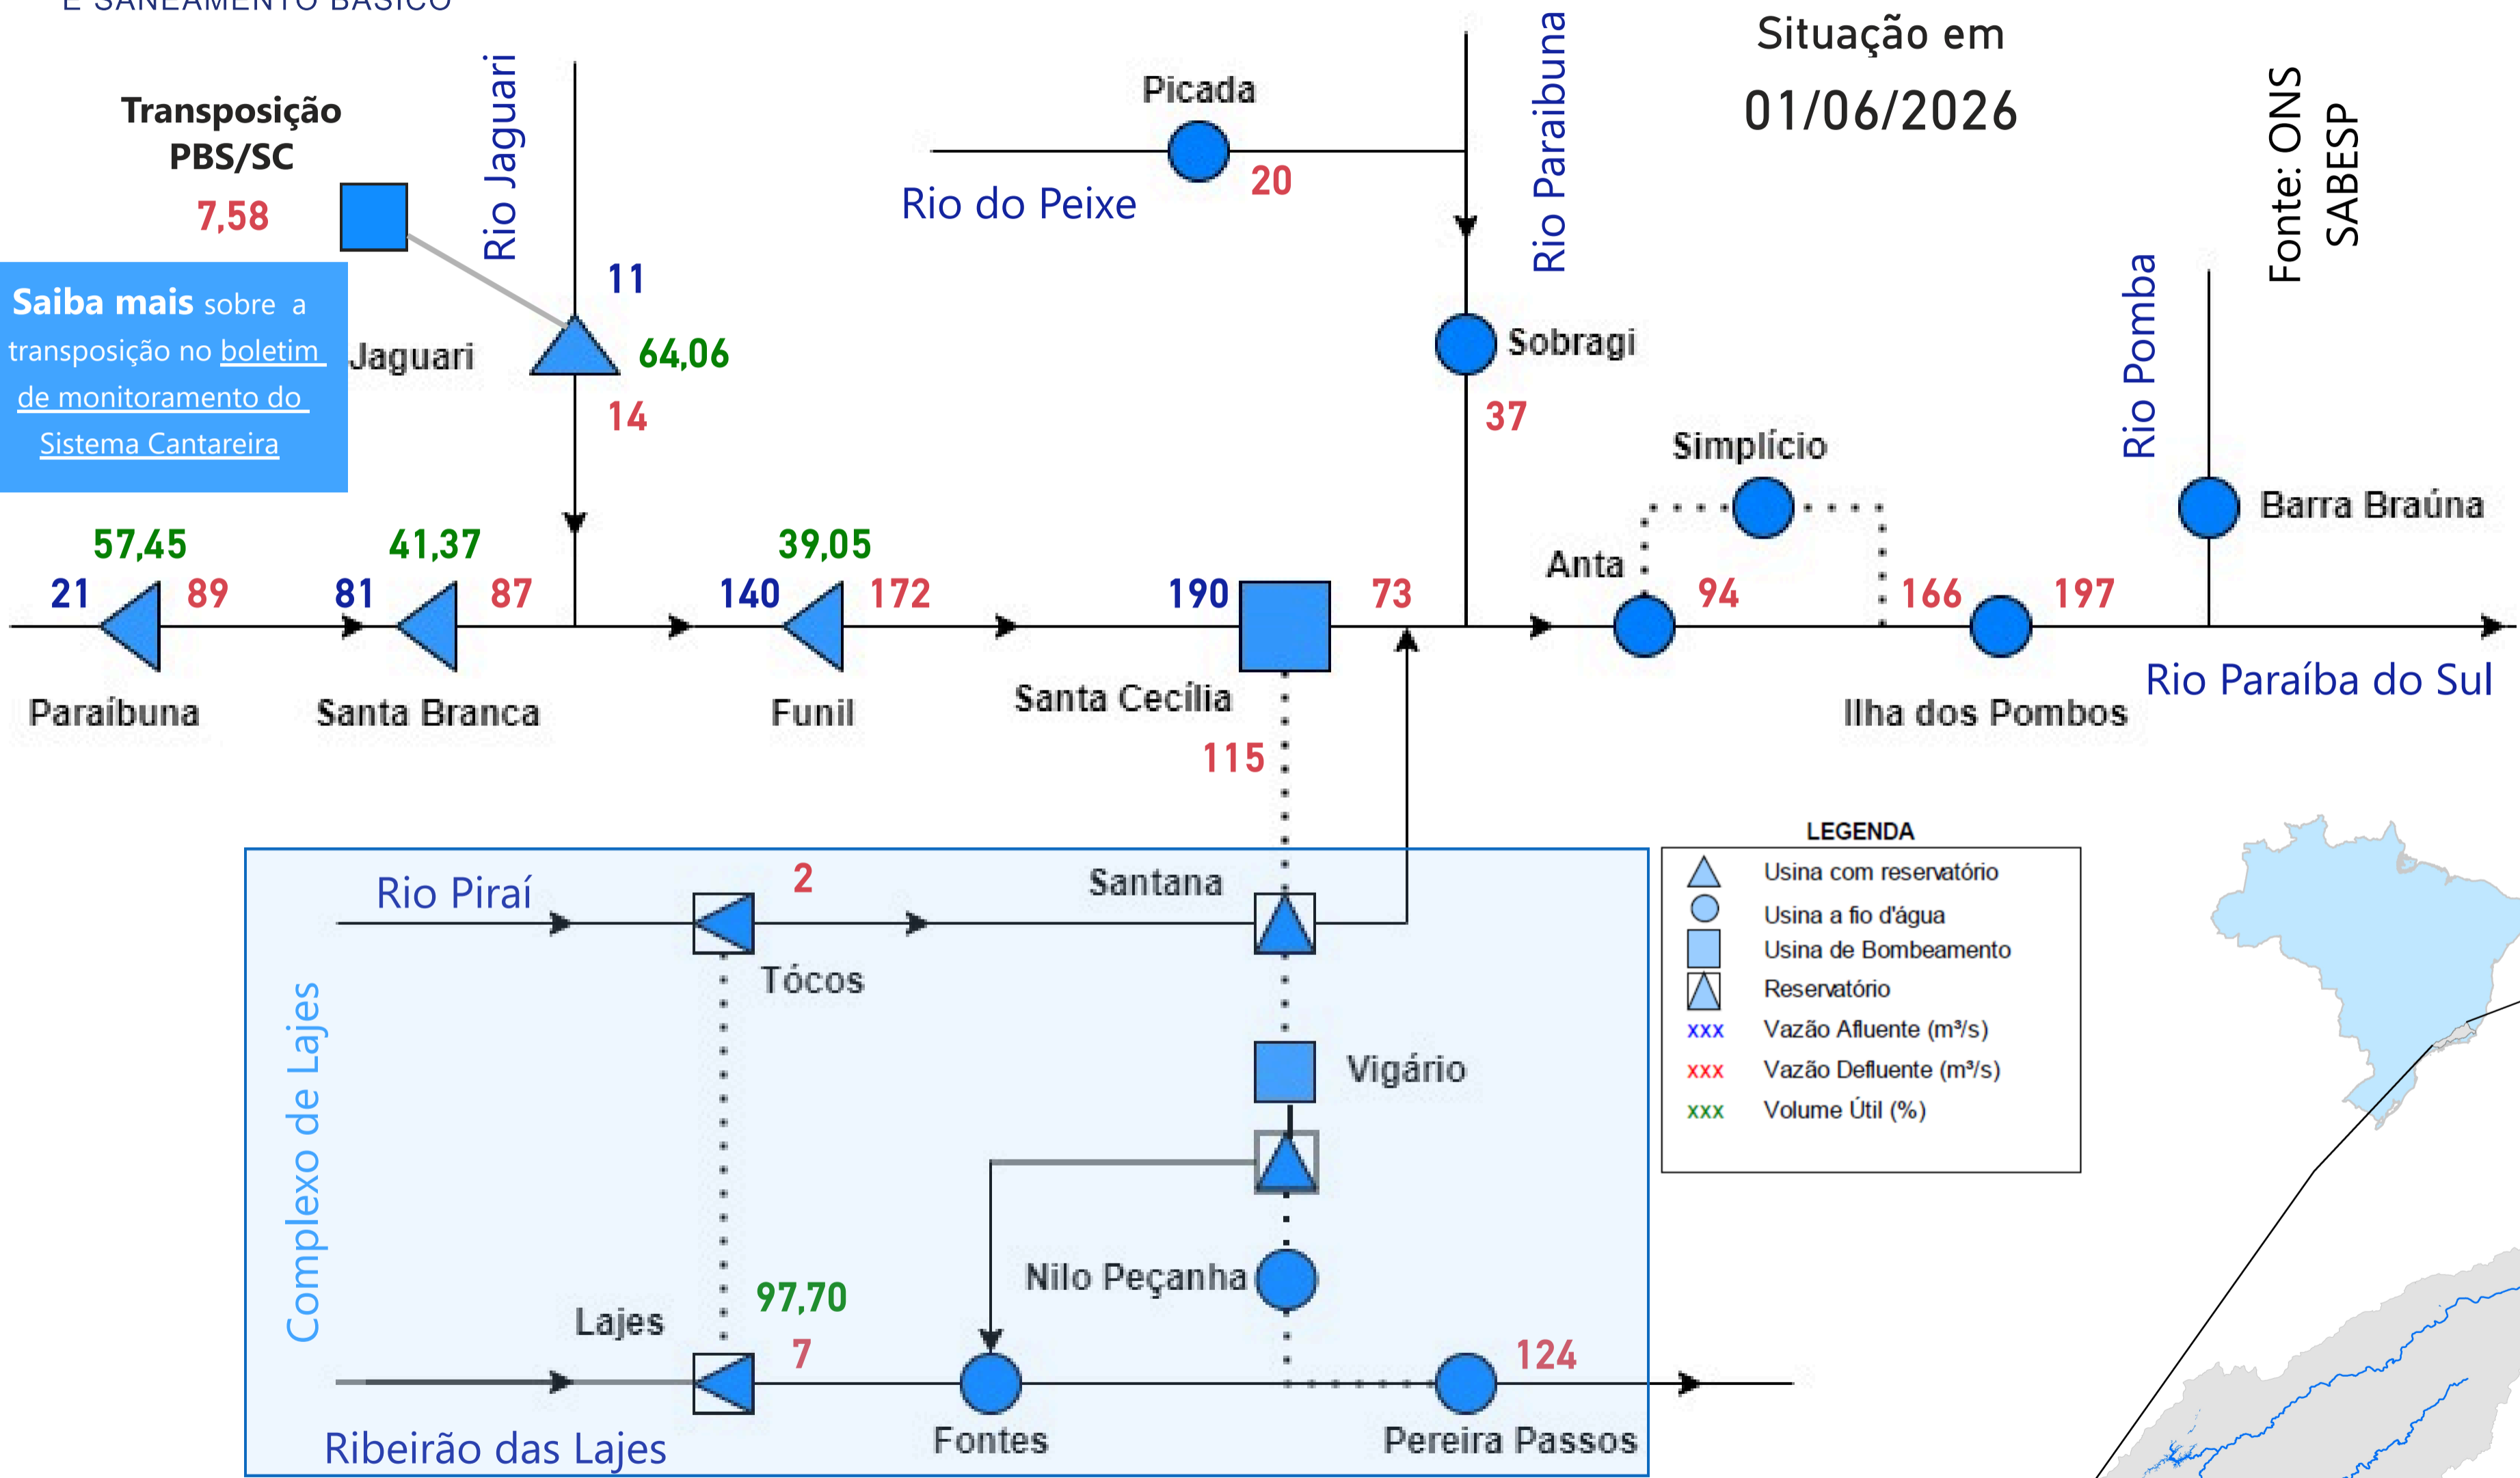 E SANEAMENTO BÁSICO
Situação em
01/06/2026
Fonte: ONS
SABESP
Transposição
PBS/SC
7,58
Rio Jaguari
11
Jaguari
64,06
14
Saiba mais sobre a
transposição no boletim
de monitoramento do
Sistema Cantareira
Picada
20
Rio do Peixe
Rio Paraibuna
Sobragi
37
Simplício
Rio Pomba
Barra Braúna
57,45
21
89
Paraíbuna
41,37
81
87
Santa Branca
39,05
140
172
Funil
190
73
Santa Cecília
115
Anta
94
166
197
Ilha dos Pombos
Rio Paraíba do Sul
Complexo de Lajes
Rio Piraí
2
Tócos
Santana
Vigário
Nilo Peçanha
Lajes
97,70
7
Ribeirão das Lajes
Fontes
124
Pereira Passos
LEGENDA
Usina com reservatório
Usina a fio d'água
Usina de Bombeamento
Reservatório
xxx Vazão Afluente (m³/s)
xxx Vazão Defluente (m³/s)
xxx Volume Útil (%)